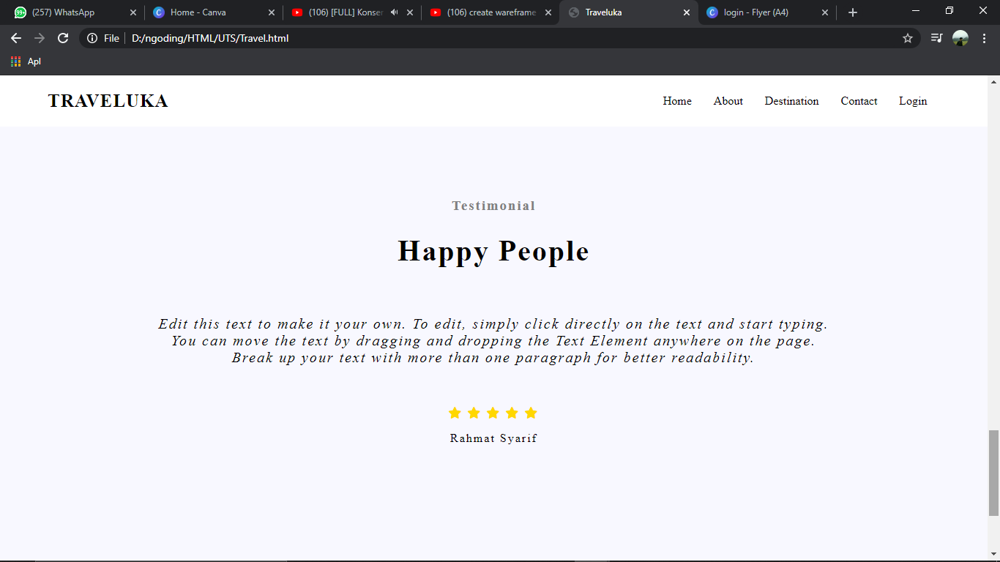 (257) WhatsApp
Home - Canva
(106) [FULL] Konser
(106) create wareframe
Traveluka
login - Flyer (A4)
File
D:/ngoding/HTML/UTS/Travel.html
Apl
TRAVELUKA
Home
About
Destination
Contact
Login
Testimonial
Happy People
Edit this text to make it your own. To edit, simply click directly on the text and start typing.
You can move the text by dragging and dropping the Text Element anywhere on the page.
Break up your text with more than one paragraph for better readability.
Rahmat Syarif